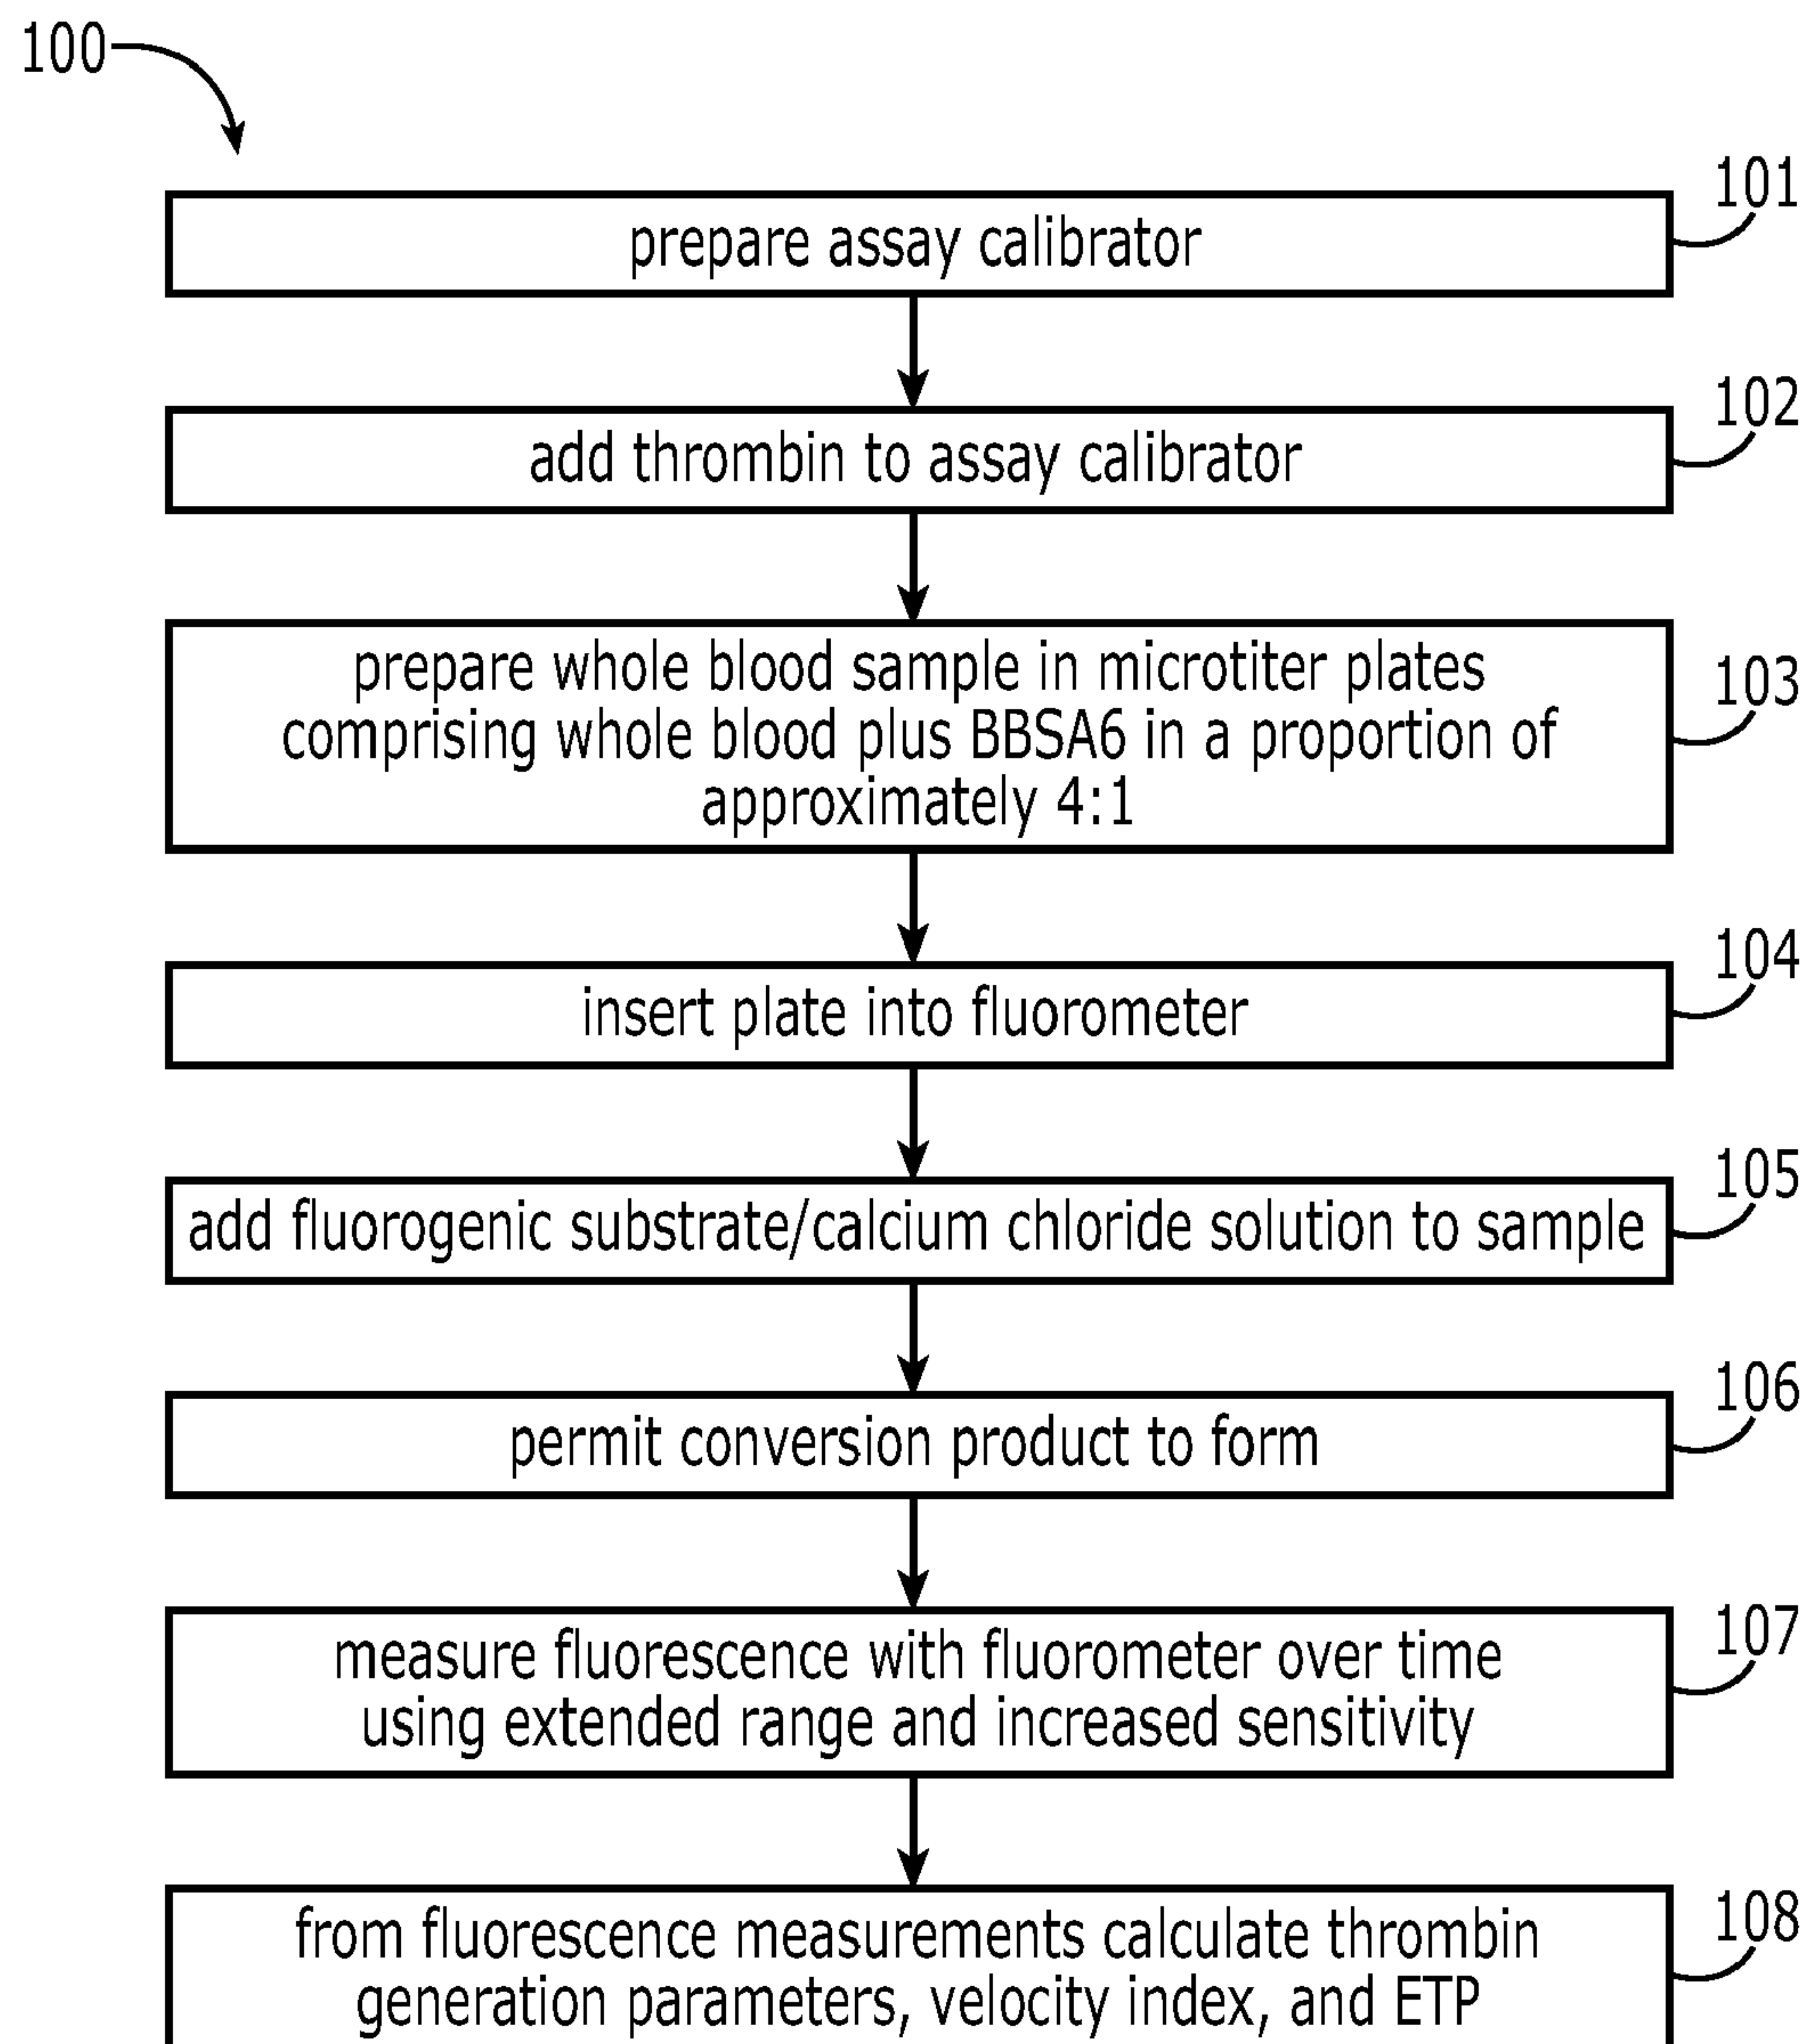 100
101
prepare assay calibrator
102
add thrombin to assay calibrator
103
prepare whole blood sample in microtiter plates
comprising whole blood plus BBSA6 in a proportion of
approximately 4:1
104
insert plate into fluorometer
105
add fluorogenic substrate/calcium chloride solution to sample
106
permit conversion product to form
107
measure fluorescence with fluorometer over time
using extended range and increased sensitivity
108
from fluorescence measurements calculate thrombin
generation parameters, velocity index, and ETP